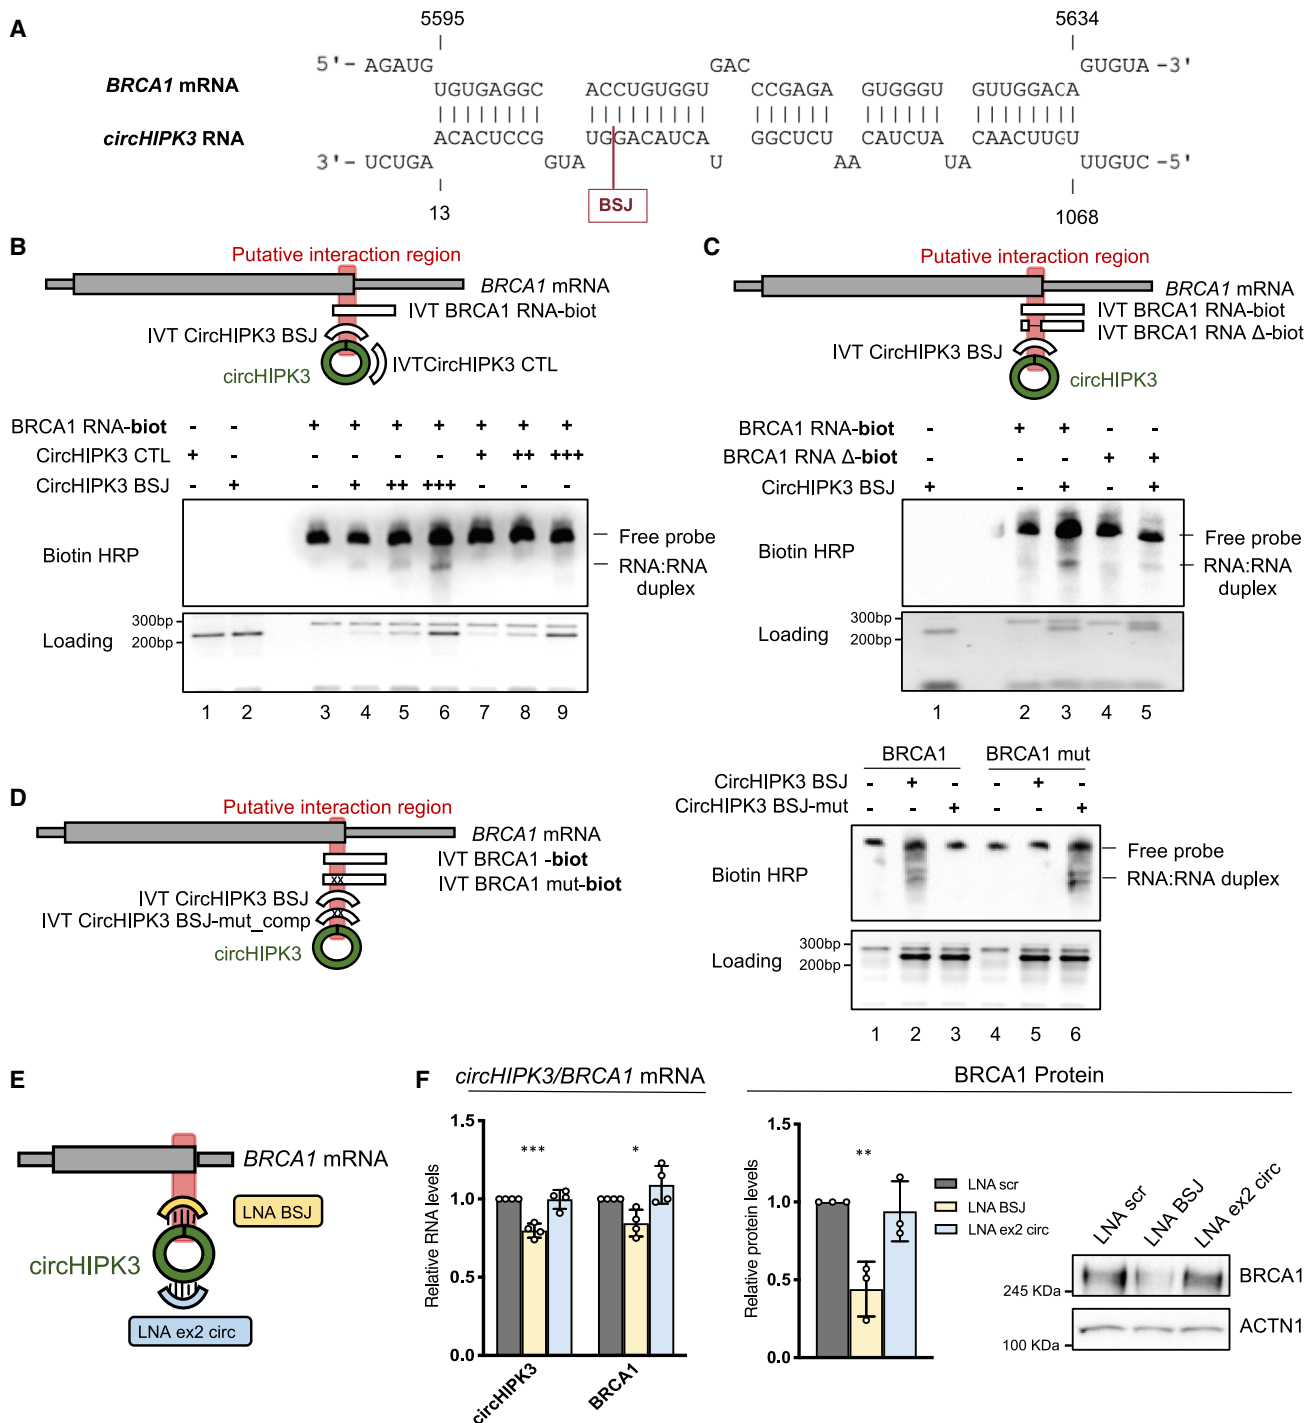 A
5595 5634
5'- AGAUG GAC GUGUA -3'
BRCA1 mRNA UGUGAGGC ACCUGUGGU CCGAGA GUGGGU GUUGGACA
circHIPK3 RNA ACACUCCG UGGACAUCA GGCUCU CAUCUA CAACUUGU
3'- UCUGA GUA U AA UA UUGUC -5'
BSJ
13 1068
B
Putative interaction region
BRCA1 mRNA
IVT BRCA1 RNA-biot
IVT CircHIPK3 BSJ
IVTCircHIPK3 CTL
circHIPK3
BRCA1 RNA-biot - - + + + + + + +
CircHIPK3 CTL + - - - - - + ++ +++
CircHIPK3 BSJ - + - + ++ +++ - - -
Biotin HRP
Free probe
RNA:RNA
duplex
Loading
300bp
200bp
1 2 3 4 5 6 7 8 9
C
Putative interaction region
BRCA1 mRNA
IVT BRCA1 RNA-biot
IVT BRCA1 RNA Δ-biot
IVT CircHIPK3 BSJ
circHIPK3
BRCA1 RNA-biot - + + - -
BRCA1 RNA Δ-biot - - - + +
CircHIPK3 BSJ + - + - +
Biotin HRP
Free probe
RNA:RNA
duplex
Loading
300bp
200bp
1 2 3 4 5
D
Putative interaction region
BRCA1 mRNA
IVT BRCA1 -biot
IVT BRCA1 mut-biot
xx
IVT CircHIPK3 BSJ
IVT CircHIPK3 BSJ-mut_comp
xx
circHIPK3
BRCA1 BRCA1 mut
CircHIPK3 BSJ - + - - + -
CircHIPK3 BSJ-mut - - + - - +
Biotin HRP
Free probe
RNA:RNA duplex
Loading
300bp
200bp
1 2 3 4 5 6
E
BRCA1 mRNA
LNA BSJ
circHIPK3
LNA ex2 circ
F
circHIPK3/BRCA1 mRNA
Relative RNA levels
1.5
1.0
0.5
0.0
*** *
circHIPK3 BRCA1
BRCA1 Protein
Relative protein levels
1.5
1.0
0.5
0.0
**
LNA scr
LNA BSJ
LNA ex2 circ
LNA scr LNA BSJ LNA ex2 circ
BRCA1
245 KDa
ACTN1
100 KDa